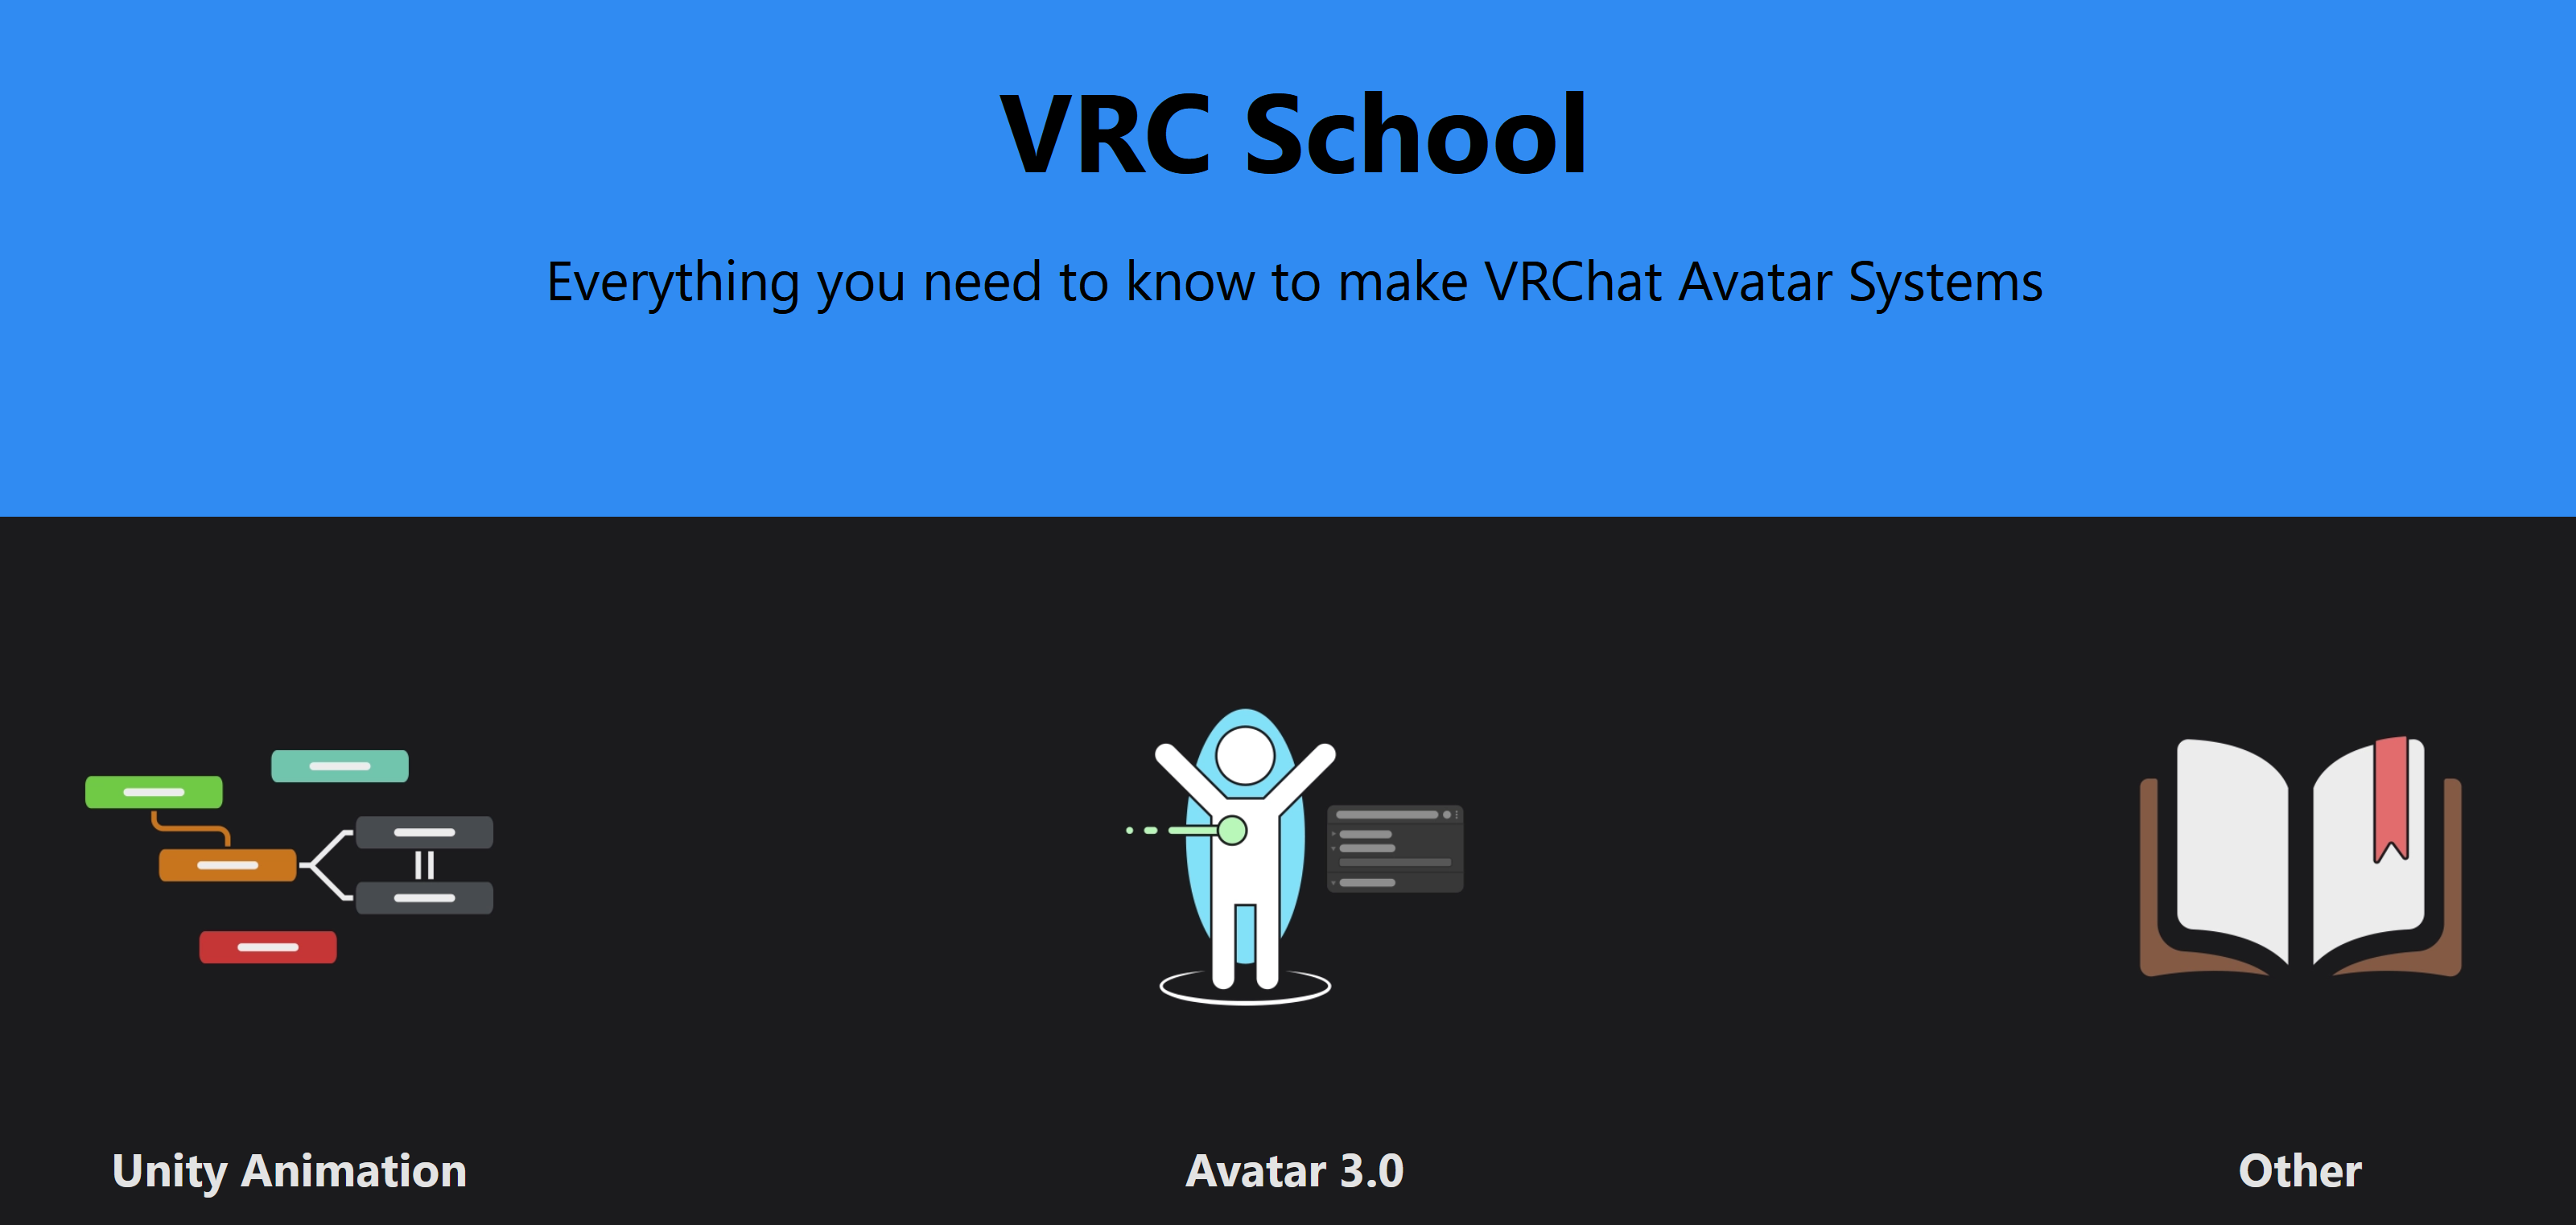 VRC School
Everything you need to know to make VRChat Avatar Systems
Unity Animation
Avatar 3.0
Other